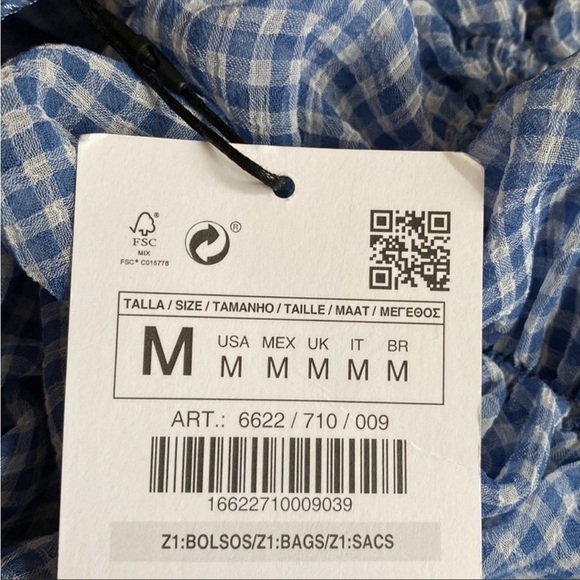 FSC
MIX
FSC® C015778
®
TALLA / SIZE / TAMANHO / TAILLE / MAAT / ΜΕΓΕΘΟΣ
M
USA MEX UK IT BR
M M M M M
ART.: 6622 / 710 / 009
16622710009039
Z1:BOLSOS/Z1:BAGS/Z1:SACS